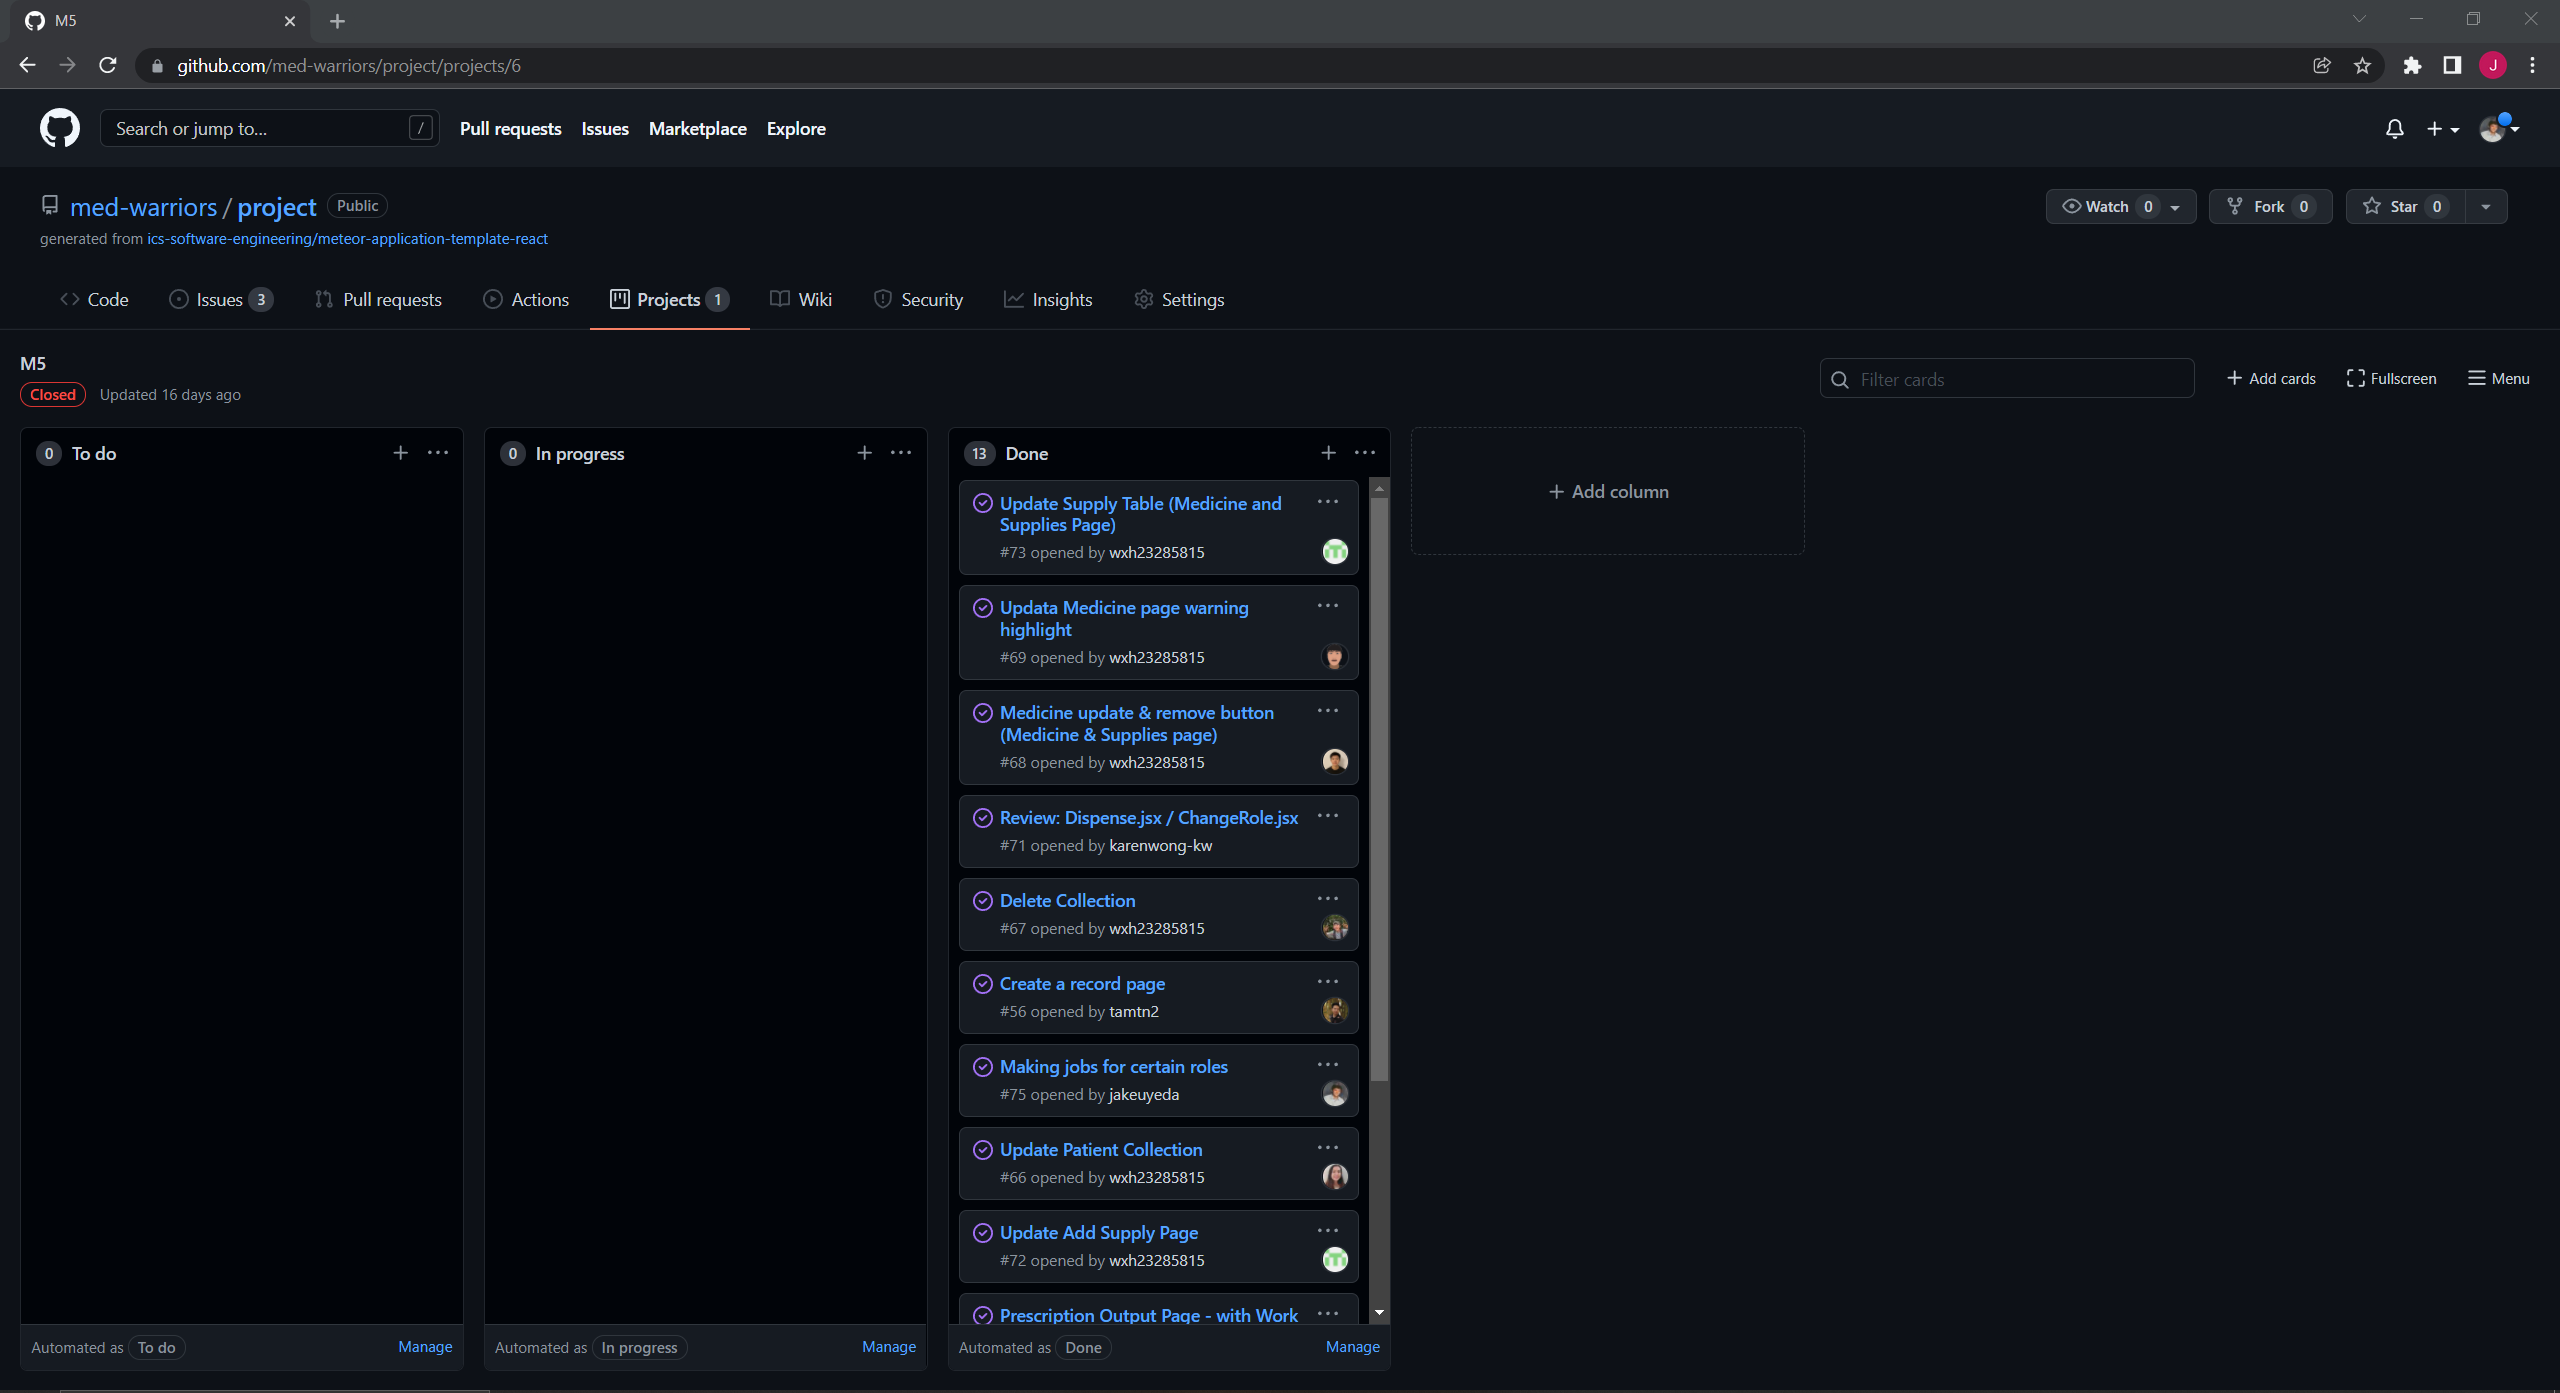 M5
github.com/med-warriors/project/projects/6
J
Search or jump to... /
Pull requests Issues Marketplace Explore
med-warriors / project Public
generated from ics-software-engineering/meteor-application-template-react
Watch 0
Fork 0
Star 0
Code
Issues 3
Pull requests
Actions
Projects 1
Wiki
Security
Insights
Settings
M5
Closed Updated 16 days ago
Filter cards
Add cards
Fullscreen
Menu
0 To do
Automated as To do Manage
0 In progress
Automated as In progress Manage
13 Done
Update Supply Table (Medicine and
Supplies Page)
#73 opened by wxh23285815
Updata Medicine page warning
highlight
#69 opened by wxh23285815
Medicine update & remove button
(Medicine & Supplies page)
#68 opened by wxh23285815
Review: Dispense.jsx / ChangeRole.jsx
#71 opened by karenwong-kw
Delete Collection
#67 opened by wxh23285815
Create a record page
#56 opened by tamtn2
Making jobs for certain roles
#75 opened by jakeuyeda
Update Patient Collection
#66 opened by wxh23285815
Update Add Supply Page
#72 opened by wxh23285815
Prescription Output Page - with Work
Automated as Done Manage
+ Add column